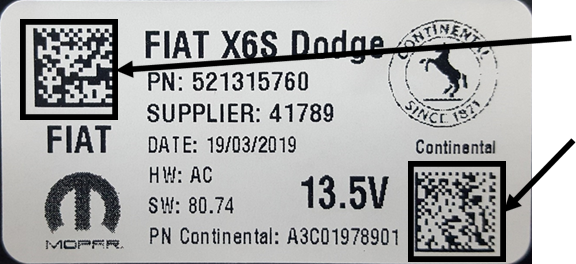 FIAT X6S Dodge
PN: 521315760
SUPPLIER: 41789
DATE: 19/03/2019
HW: AC
SW: 80.74
PN Continental: A3C01978901
13.5V
FIAT
MOPAR.
CONTINENTAL
SINCE 1871
Continental